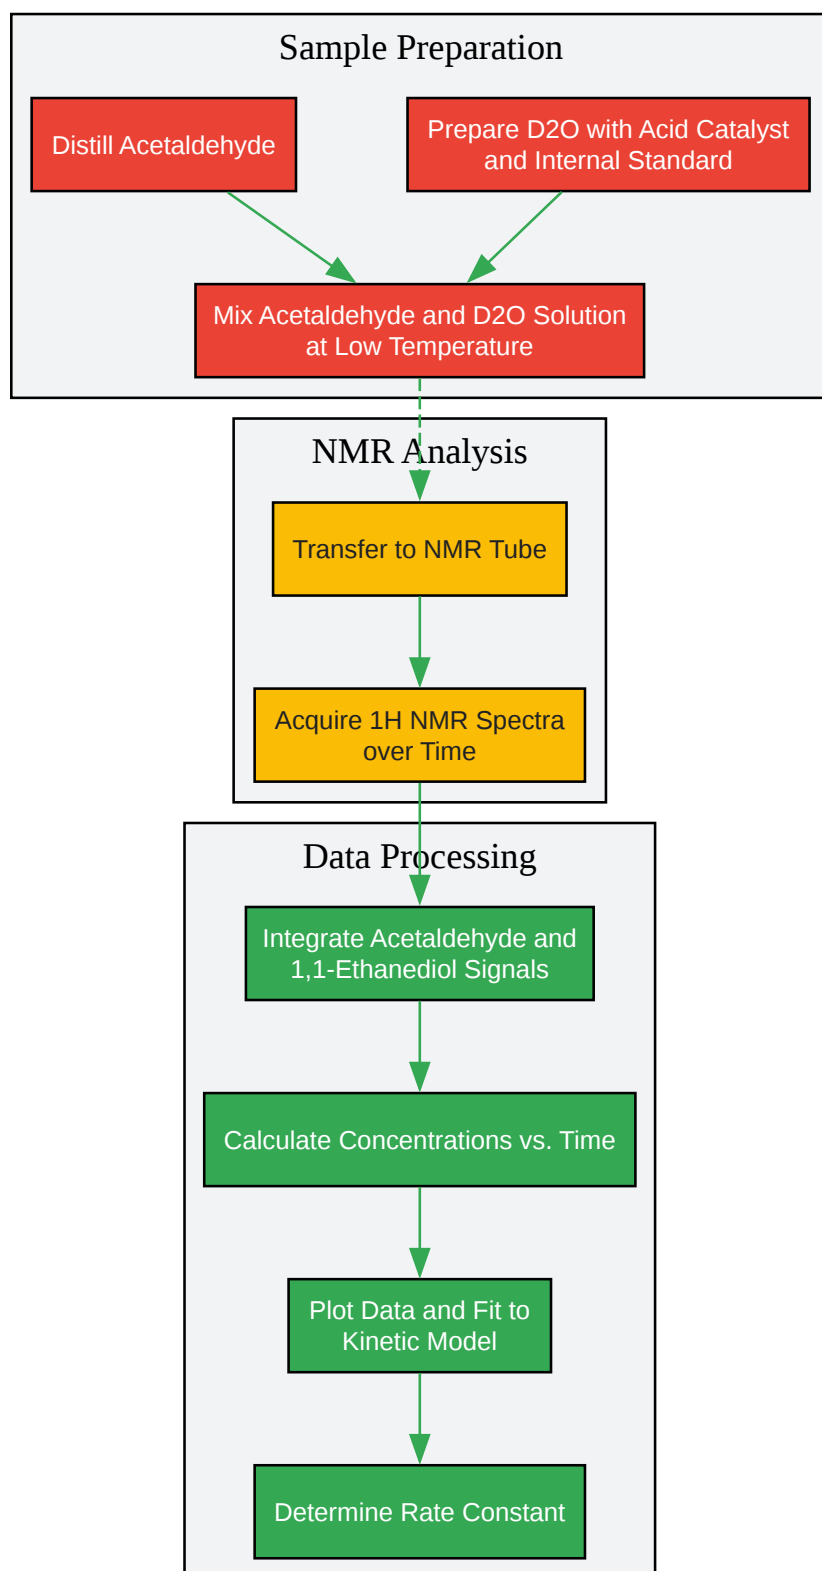 Sample Preparation
Distill Acetaldehyde
Prepare D2O with Acid Catalyst
and Internal Standard
Mix Acetaldehyde and D2O Solution
at Low Temperature
NMR Analysis
Transfer to NMR Tube
Acquire 1H NMR Spectra
over Time
Data Processing
Integrate Acetaldehyde and
1,1-Ethanediol Signals
Calculate Concentrations vs. Time
Plot Data and Fit to
Kinetic Model
Determine Rate Constant